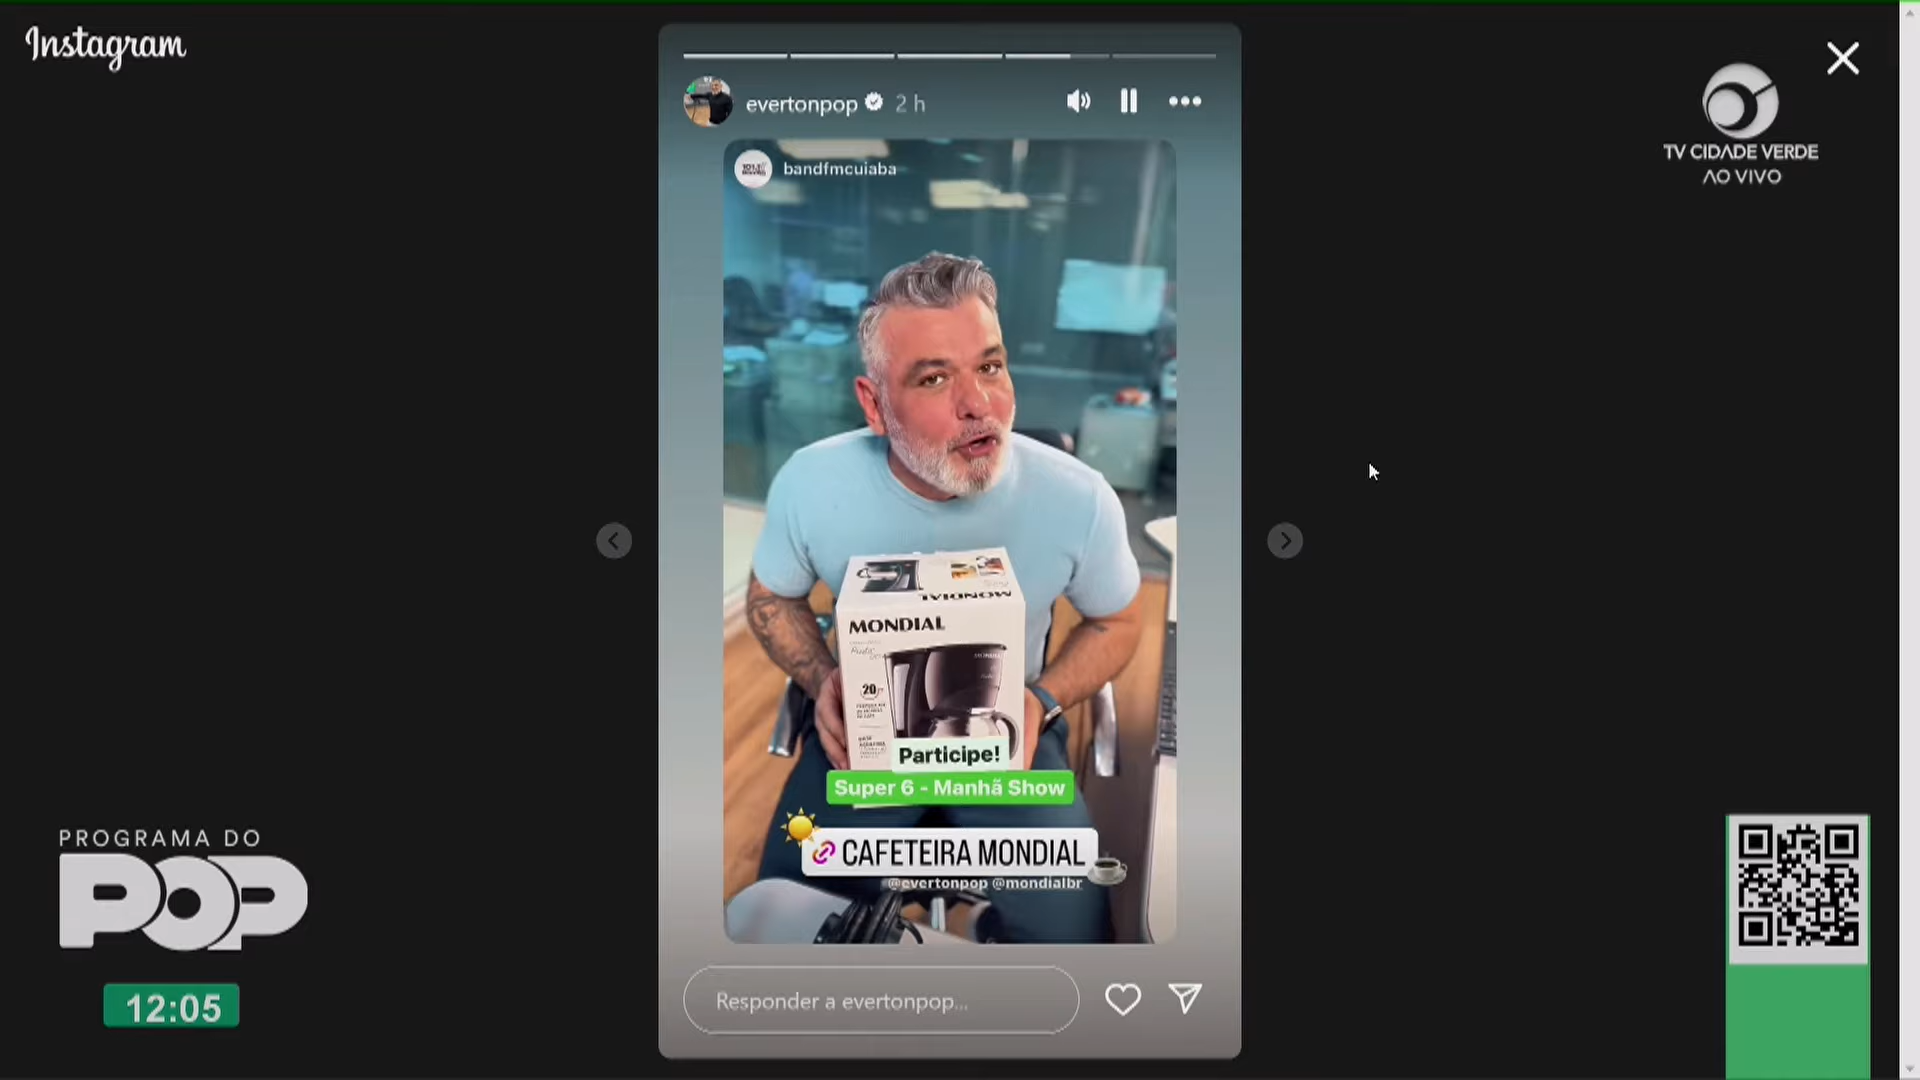 Instagram
evertonpop 2 h
TV CIDADE VERDE
AO VIVO
bandfmcuiaba
MONDIAL
MONDIAL
20
Participe!
Super 6 - Manhã Show
CAFETEIRA MONDIAL
@evertonpop @mondialbr
PROGRAMA DO
POP
12:05
Responder a evertonpop...